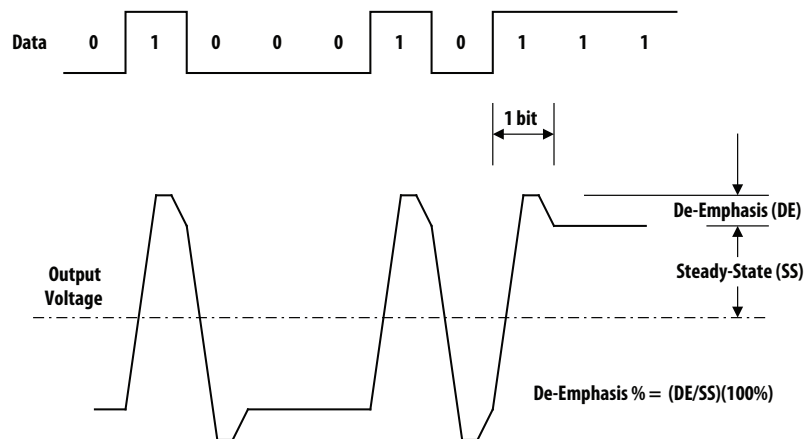 Data 0 1 0 0 0 1 0 1 1 1
1 bit
De-Emphasis (DE)
Output
Voltage
Steady-State (SS)
De-Emphasis % = (DE/SS)(100%)